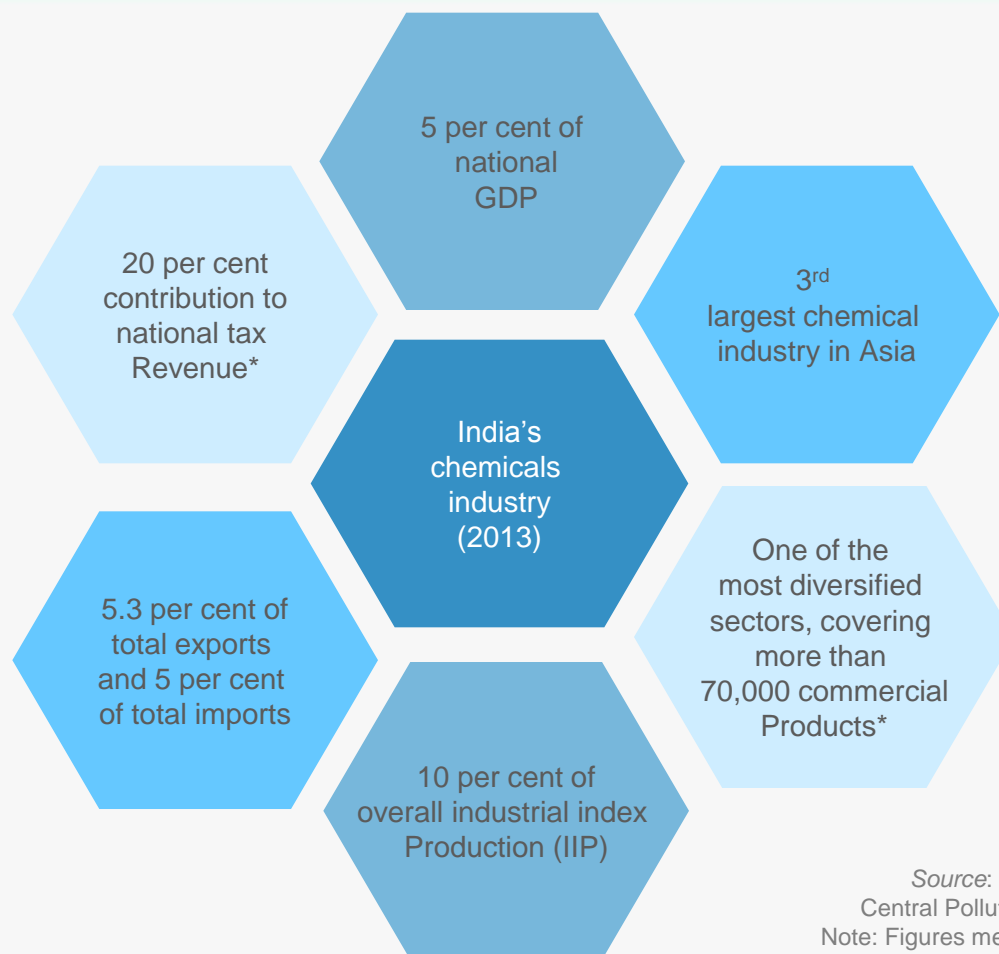 5 per cent of
national
GDP
20 per cent
contribution to
national tax
Revenue*
3rd
largest chemical
industry in Asia
India’s
chemicals
industry
(2013)
5.3 per cent of
total exports
and 5 per cent
of total imports
One of the
most diversified
sectors, covering
more than
70,000 commercial
Products*
10 per cent of
overall industrial index
Production (IIP)
Source:
Central
Note: Figures